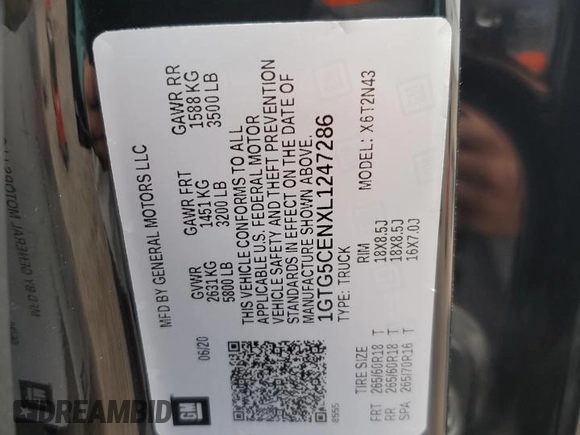 MFD BY GENERAL MOTORS LLC
06/20
GVWR GAWR FRT GAWR RR
2631 KG 1451 KG 1588 KG
5800 LB 3200 LB 3500 LB
THIS VEHICLE CONFORMS TO ALL
APPLICABLE U.S. FEDERAL MOTOR
VEHICLE SAFETY AND THEFT PREVENTION
STANDARDS IN EFFECT ON THE DATE OF
MANUFACTURE SHOWN ABOVE.
1GTG5CENXL1247286
TYPE: TRUCK MODEL: X6T2N43
GM
85565
TIRE SIZE RIM
FRT 265/60R18 T 18X8.5J
RR 265/60R18 T 18X8.5J
SPA 265/70R16 T 16X7.0J
DREAMBID